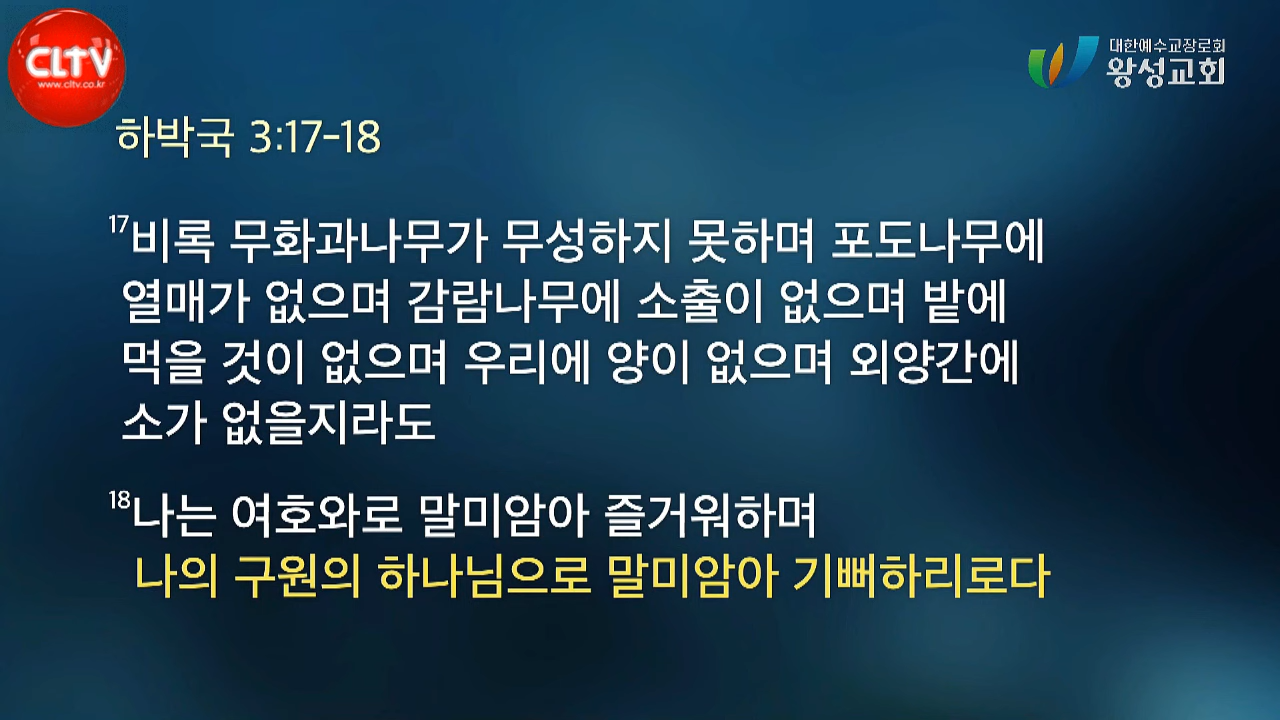 CLTV
www.cltv.co.kr
대한예수교장로회
왕성교회
하박국 3:17-18
17비록 무화과나무가 무성하지 못하며 포도나무에
열매가 없으며 감람나무에 소출이 없으며 밭에
먹을 것이 없으며 우리에 양이 없으며 외양간에
소가 없을지라도
18나는 여호와로 말미암아 즐거워하며
나의 구원의 하나님으로 말미암아 기뻐하리로다